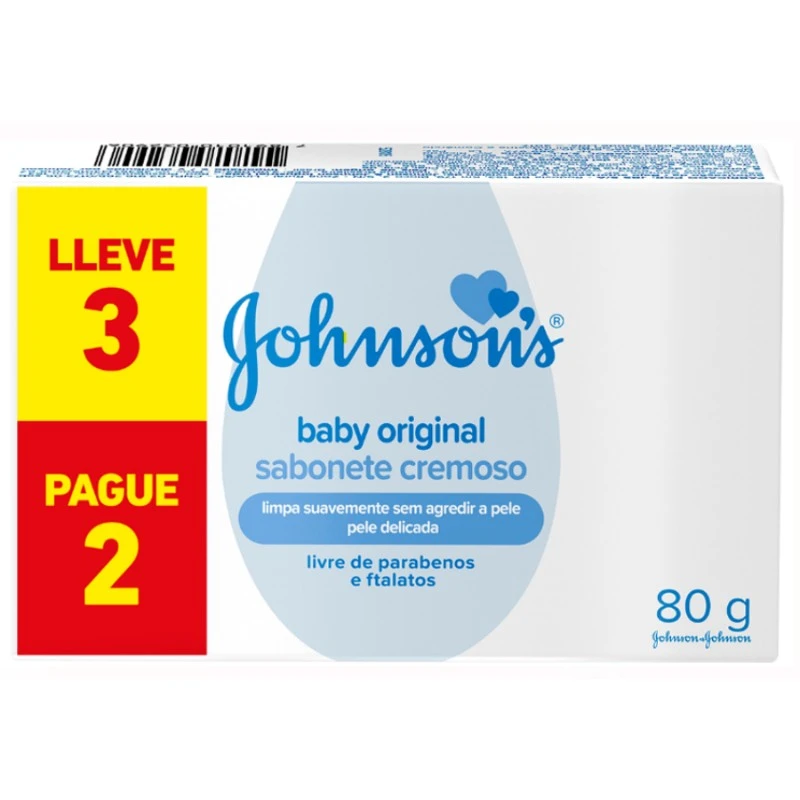 LLEVE
3
PAGUE
2
Johnson's®
baby original
sabonete cremoso
limpa suavemente sem agredir a pele
pele delicada
livre de parabenos
e ftalatos
80 g
Johnson & Johnson